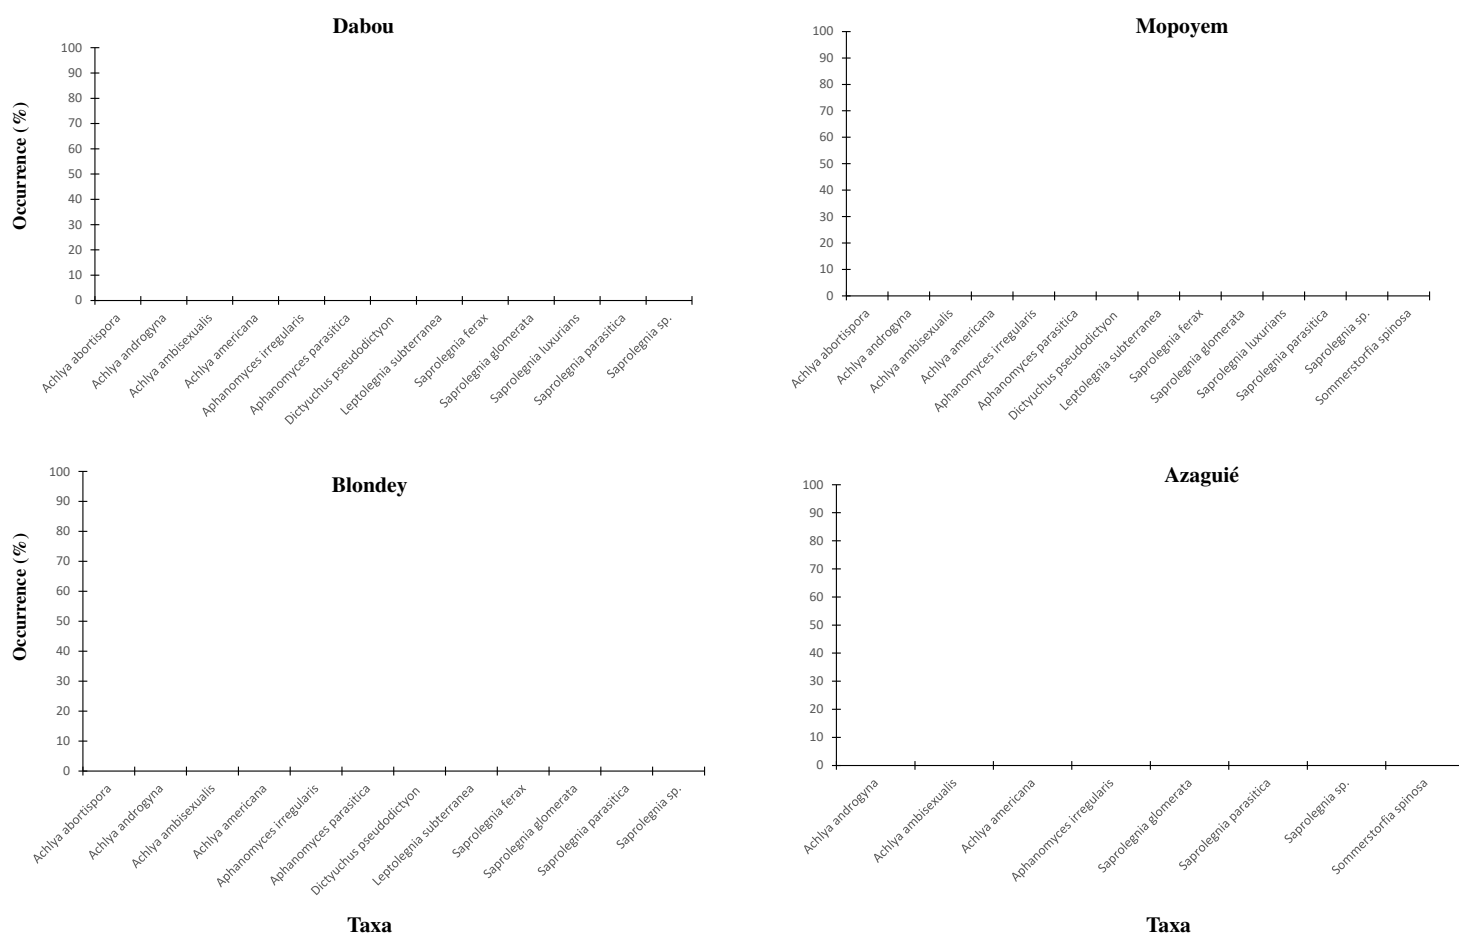 Dabou
Occurrence (%)
100
90
80
70
60
50
40
30
20
10
0
Achlya abortispora
Achlya androgyna
Achlya ambisexualis
Achlya americana
Aphanomyces irregularis
Aphanomyces parasitica
Dictyuchus pseudodictyon
Leptolegnia subterranea
Saprolegnia ferax
Saprolegnia glomerata
Saprolegnia luxurians
Saprolegnia parasitica
Saprolegnia sp.
Mopoyem
100
90
80
70
60
50
40
30
20
10
0
Achlya abortispora
Achlya androgyna
Achlya ambisexualis
Achlya americana
Aphanomyces irregularis
Aphanomyces parasitica
Dictyuchus pseudodictyon
Leptolegnia subterranea
Saprolegnia ferax
Saprolegnia glomerata
Saprolegnia luxurians
Saprolegnia parasitica
Saprolegnia sp.
Sommerstorfia spinosa
Blondey
Occurrence (%)
100
90
80
70
60
50
40
30
20
10
0
Achlya abortispora
Achlya androgyna
Achlya ambisexualis
Achlya americana
Aphanomyces irregularis
Aphanomyces parasitica
Dictyuchus pseudodictyon
Leptolegnia subterranea
Saprolegnia ferax
Saprolegnia glomerata
Saprolegnia parasitica
Saprolegnia sp.
Taxa
Azaguié
100
90
80
70
60
50
40
30
20
10
0
Achlya androgyna
Achlya ambisexualis
Achlya americana
Aphanomyces irregularis
Saprolegnia glomerata
Saprolegnia parasitica
Saprolegnia sp.
Sommerstorfia spinosa
Taxa